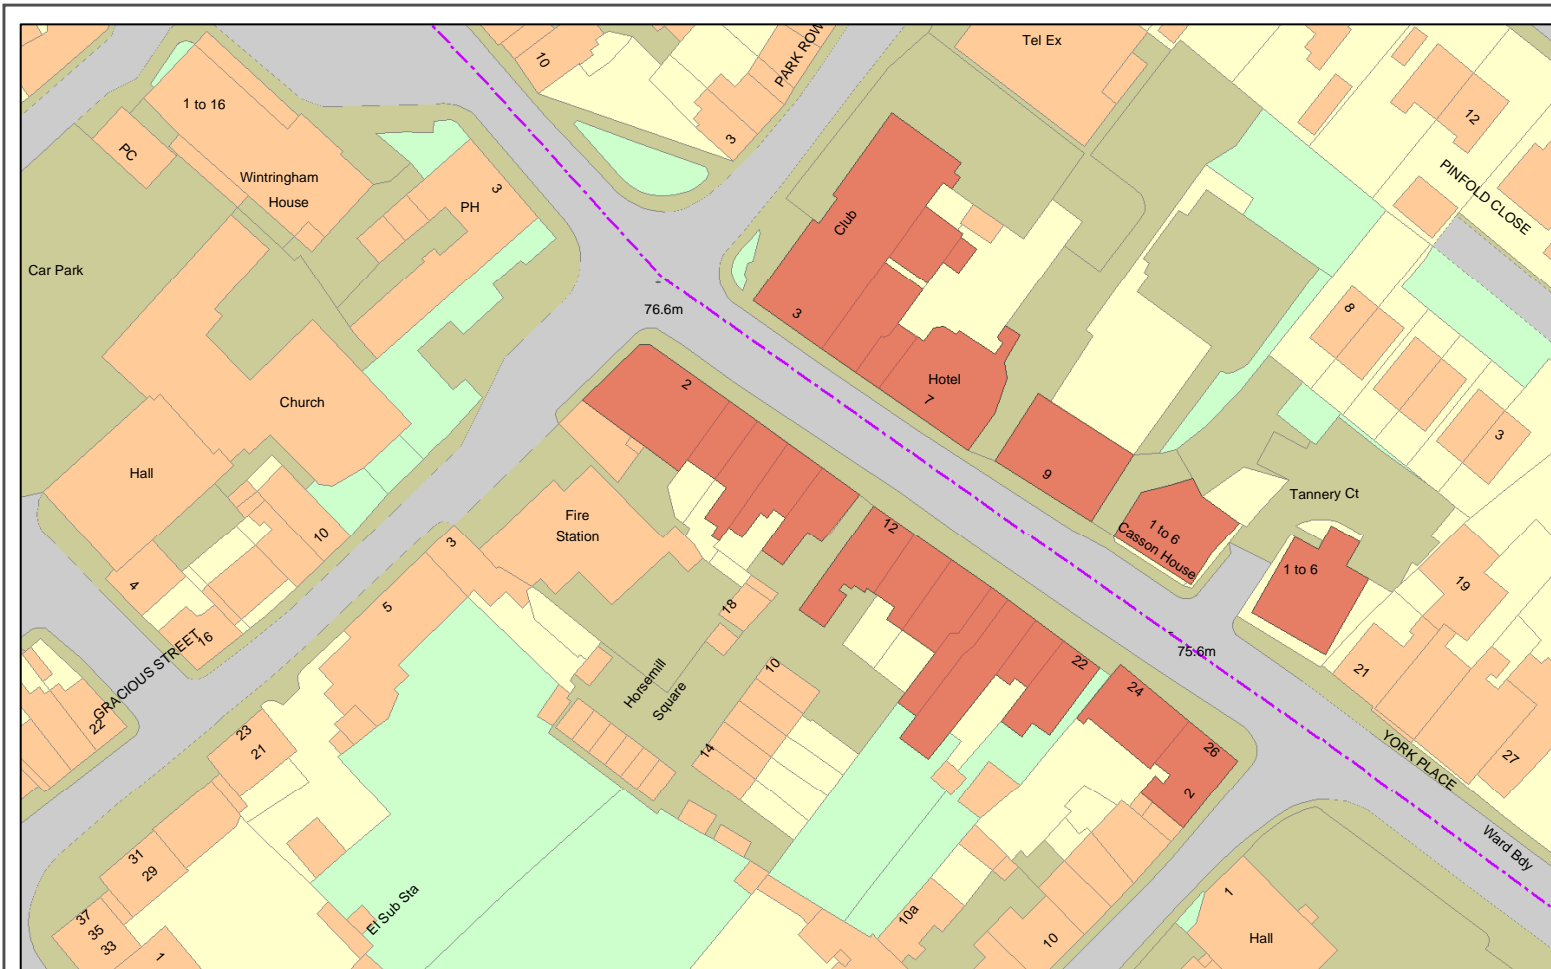 Tel Ex
10
PARK ROW
1 to 16
12
PC
3
Wintringham
House
3
PH
PINFOLD CLOSE
Club
Car Park
8
76.6m
3
Hotel
7
2
Church
3
Hall
9
Tannery Ct
Fire
Station
12
1 to 6
Casson House
10
3
1 to 6
4
5
18
19
16
GRACIOUS STREET
10
22
75.6m
21
Horsemill
Square
24
22
23
21
14
26
YORK PLACE
27
2
31
29
Ward Bdy
El Sub Sta
37
35
33
1
10a
10
1
Hall